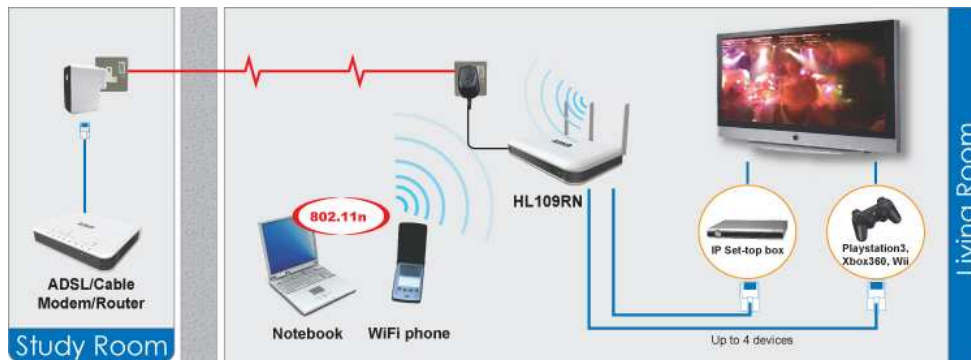 ADSL/Cable
Modem/Router
Study Room
802.11n
Notebook
WiFi phone
HL109RN
IP Set-top box
Playstation3,
Xbox360, Wii
Up to 4 devices
Living Room